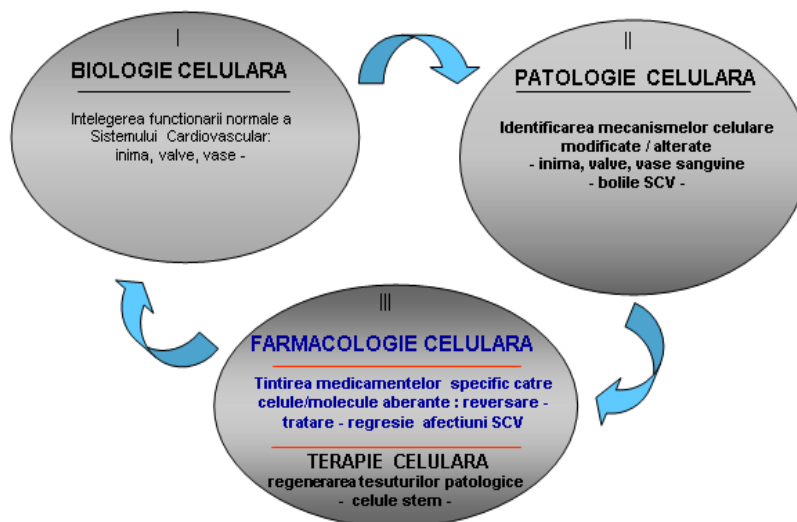 I
BIOLOGIE CELULARA
Intelegerea functionarii normale a
Sistemului Cardiovascular:
inima, valve, vase -
II
PATOLOGIE CELULARA
Identificarea mecanismelor celulare
modificate / alterate
- inima, valve, vase sangvine
- bolile SCV -
III
FARMACOLOGIE CELULARA
Tintirea medicamentelor specific catre
celule/molecule aberante : reversare -
tratare - regresie afectiuni SCV
TERAPIE CELULARA
regenerarea tesuturilor patologice
- celule stem -